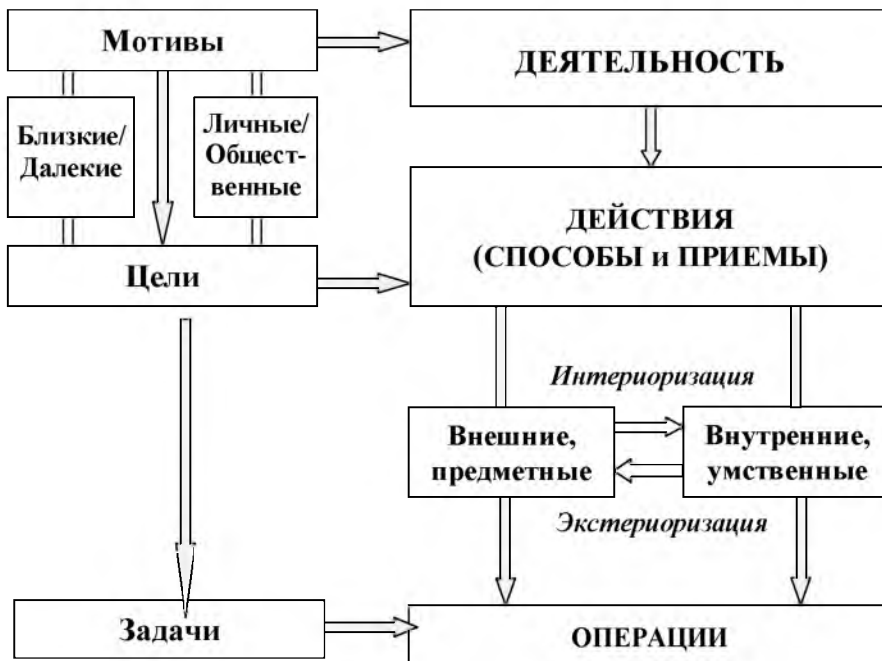 Мотивы
ДЕЯТЕЛЬНОСТЬ
Близкие/
Далекие
Личные/
Общест-
венные
ДЕЙСТВИЯ
(СПОСОБЫ и ПРИЕМЫ)
Цели
Интериоризация
Внешние,
предметные
Внутренние,
умственные
Экстериоризация
Задачи
ОПЕРАЦИИ